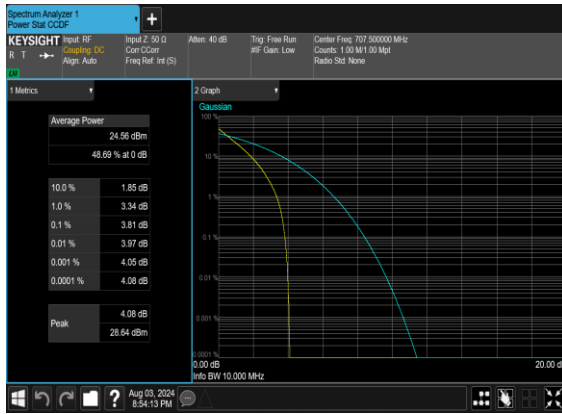 Spectrum Analyzer 1
Power Stat CCDF
+
KEYSIGHT
R T
LXI
Input: RF
Coupling: DC
Align: Auto
Input Z: 50 Ω
Corr CCorr
Freq Ref: Int (S)
Atten: 40 dB
Trig: Free Run
#IF Gain: Low
Center Freq: 707.500000 MHz
Counts: 1.00 M/1.00 Mpt
Radio Std: None
1 Metrics
Average Power
24.56 dBm
48.69 % at 0 dB
10.0 % 1.85 dB
1.0 % 3.34 dB
0.1 % 3.81 dB
0.01 % 3.97 dB
0.001 % 4.05 dB
0.0001 % 4.08 dB
Peak
4.08 dB
28.64 dBm
2 Graph
Gaussian
100 %
10 %
1 %
0.1 %
0.01 %
0.001 %
0.0001 %
0.00 dB
20.00 d
Info BW 10.000 MHz
?
Aug 03, 2024
8:54:13 PM